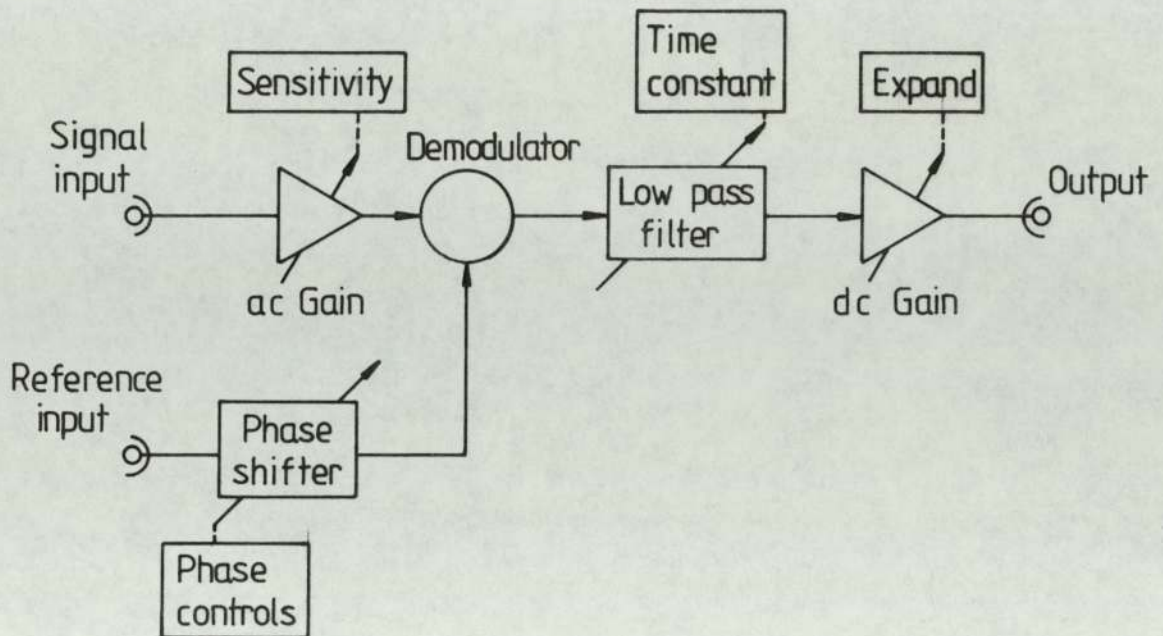 Sensitivity
Time
constant
Expand
Signal
input
Demodulator
Low pass
filter
Output
ac Gain
dc Gain
Reference
input
Phase
shifter
Phase
controls